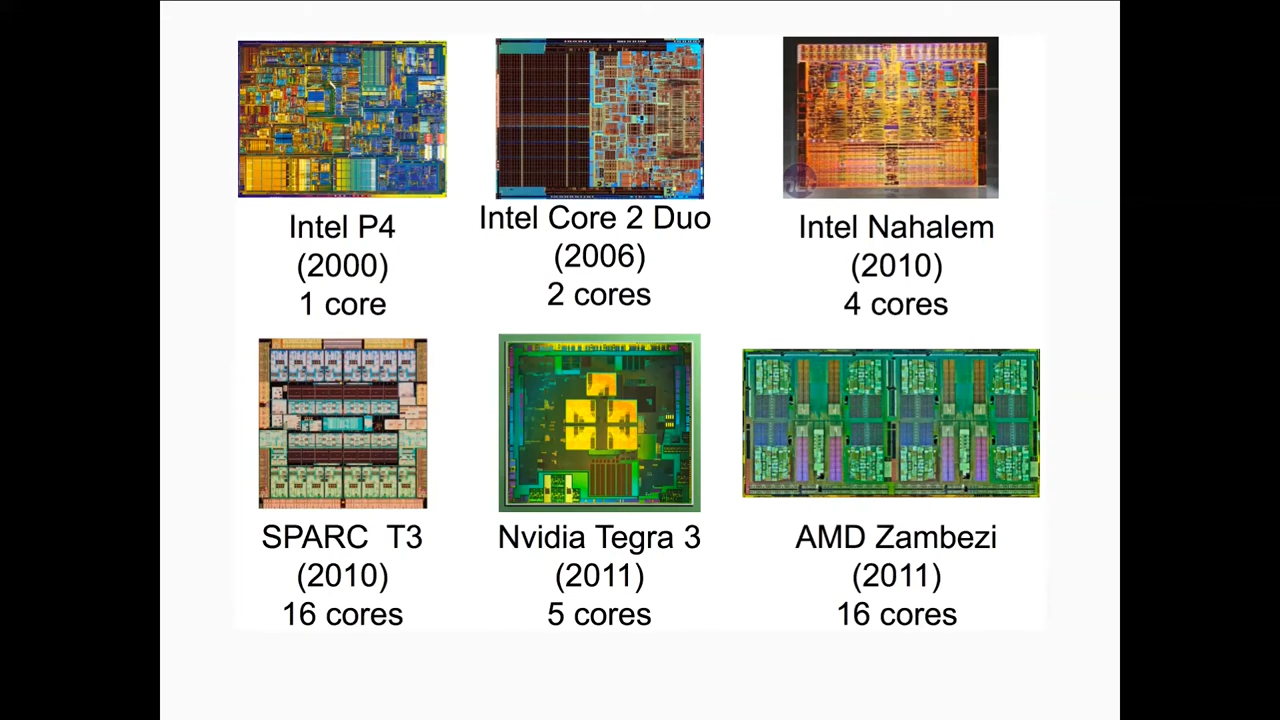 Intel P4
(2000)
1 core
Intel Core 2 Duo
(2006)
2 cores
Intel Nahalem
(2010)
4 cores
SPARC  T3
(2010)
16 cores
Nvidia Tegra 3
(2011)
5 cores
AMD Zambezi
(2011)
16 cores